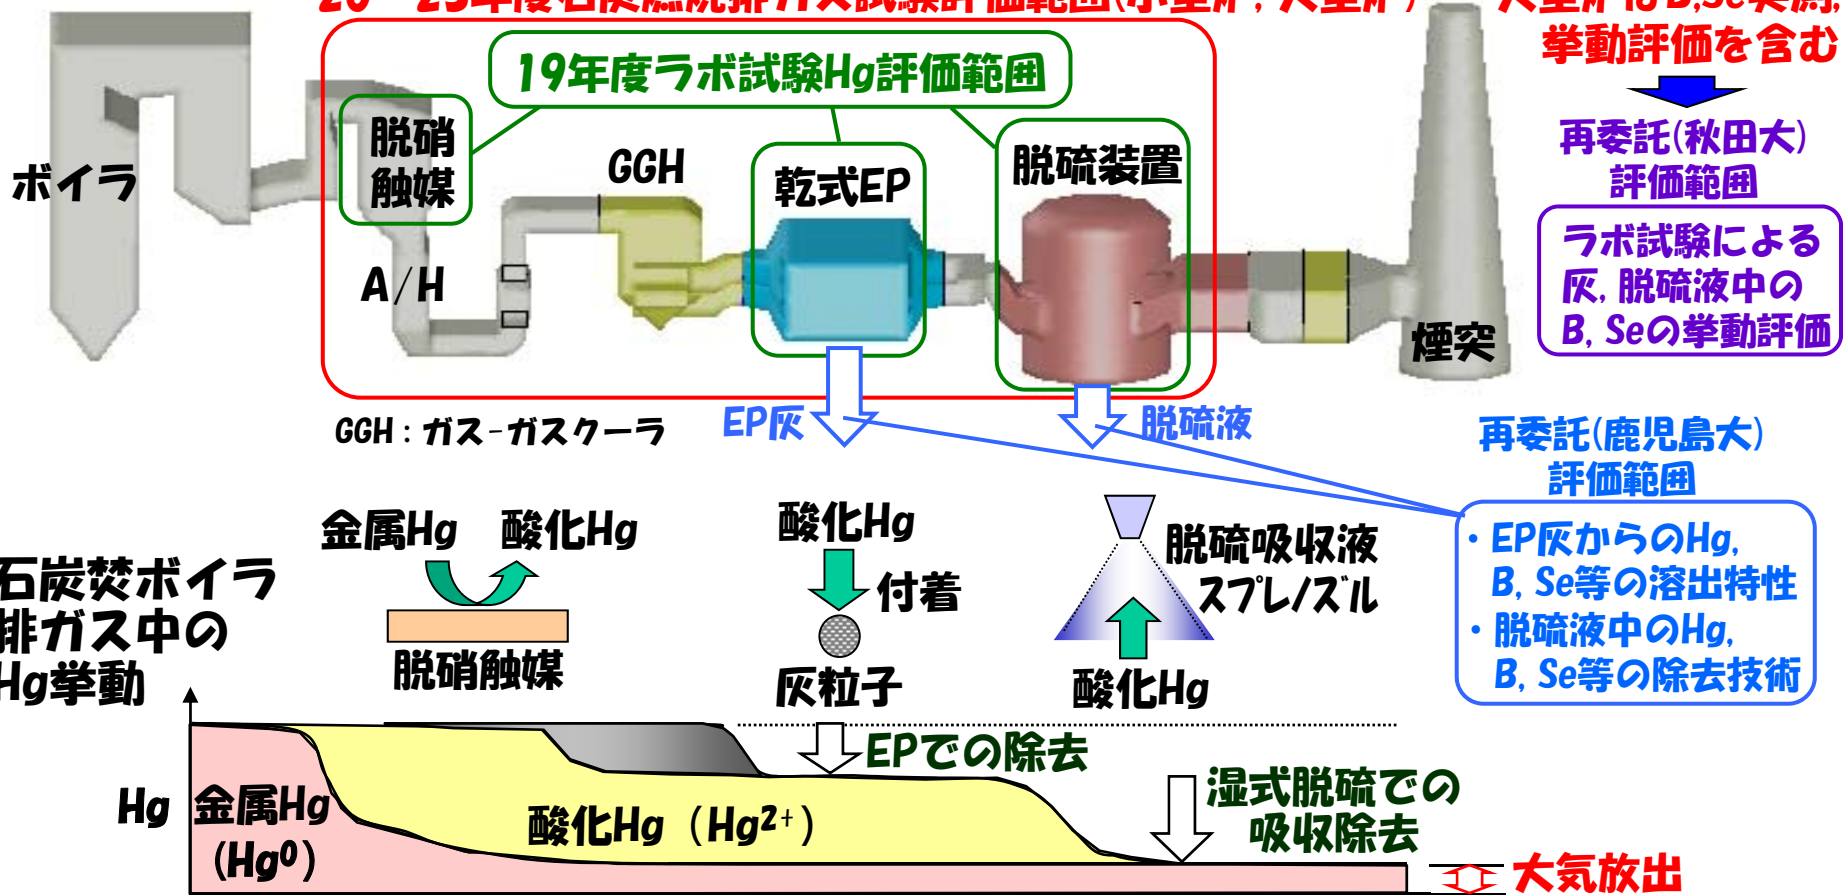 挙動評価を含む
19年度ラボ試験Hg評価範囲
ボイラ
脱硝
触媒
A/H
GGH
乾式EP
脱硫装置
煙突
再委託(秋田大)
評価範囲
ラボ試験による
灰, 脱硫液中の
B, Seの挙動評価
GGH : ガス-ガスクーラ
EP灰
脱硫液
再委託(鹿児島大)
評価範囲
・EP灰からのHg,
B, Se等の溶出特性
・脱硫液中のHg,
B, Se等の除去技術
石炭焚ボイラ
排ガス中の
Hg挙動
金属Hg
酸化Hg
脱硝触媒
酸化Hg
付着
灰粒子
脱硫吸収液
スプレノズル
酸化Hg
EPでの除去
湿式脱硫での
吸収除去
Hg
金属Hg
(Hg⁰)
酸化Hg (Hg²⁺)
大気放出